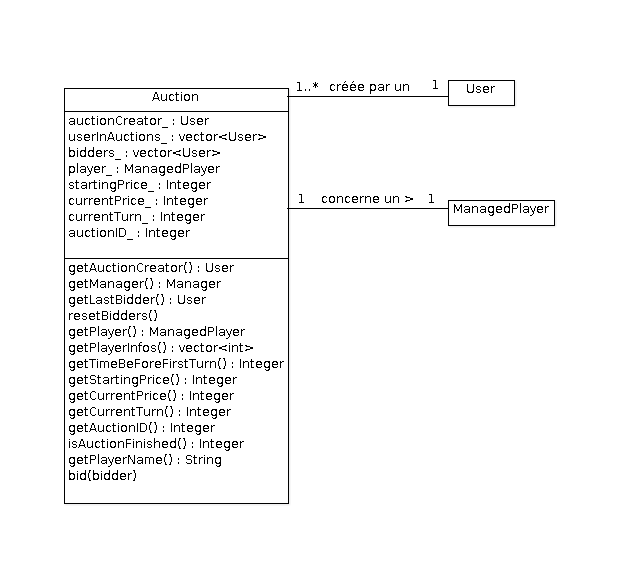 Auction
auctionCreator_ : User
userInAuctions_ : vector<User>
bidders_ : vector<User>
player_ : ManagedPlayer
startingPrice_ : Integer
currentPrice_ : Integer
currentTurn_ : Integer
auctionID_ : Integer
getAuctionCreator() : User
getManager() : Manager
getLastBidder() : User
resetBidders()
getPlayer() : ManagedPlayer
getPlayerInfos() : vector<int>
getTimeBeForeFirstTurn() : Integer
getStartingPrice() : Integer
getCurrentPrice() : Integer
getCurrentTurn() : Integer
getAuctionID() : Integer
isAuctionFinished() : Integer
getPlayerName() : String
bid(bidder)
1..* créée par un 1
User
1 concerne un > 1
ManagedPlayer